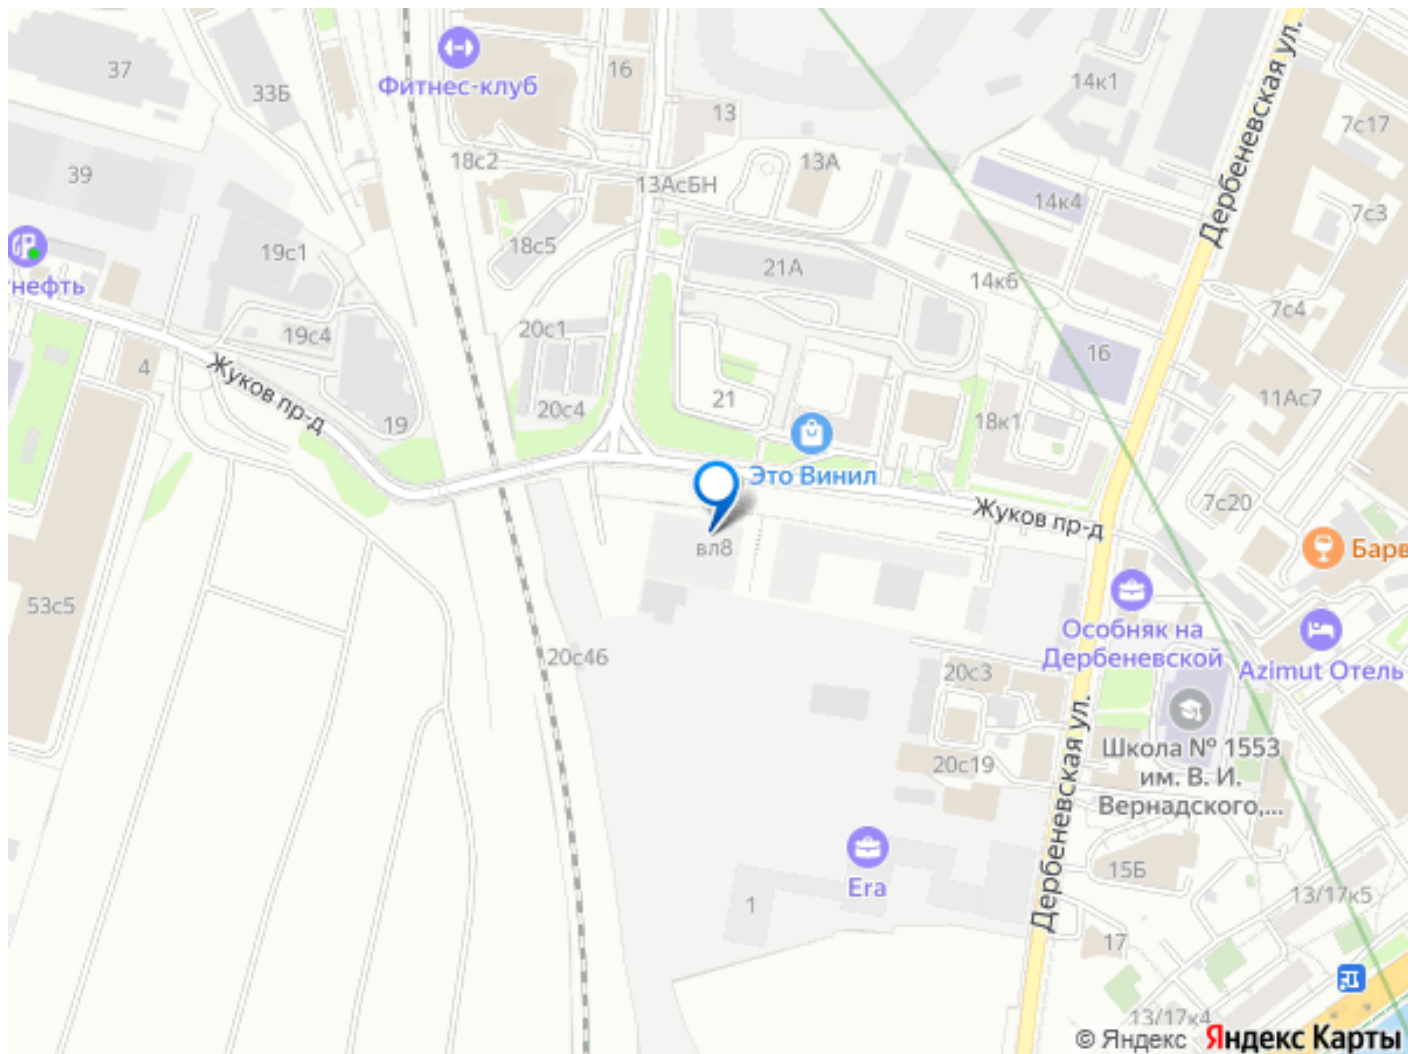 37
33Б
Фитнес-клуб
16
14к1
13
7с17
Дербеневская ул.
39
18с2
13АсБН
13А
14к4
7с3
18с5
19с1
21А
14к6
7с4
тнефть
19с4
20с1
16
4
Жуков пр-д
20с4
21
18к1
11Ас7
19
Это Винил
7с20
Жуков пр-д
вл8
Барв
53с5
Особняк на
Дербеневской
20с46
20с3
Azimut Отель
Дербеневская ул.
20с19
Школа № 1553
им. В. И.
Вернадского,...
Era
1
15Б
13/17к5
17
13/17к4
© Яндекс Яндекс Карты